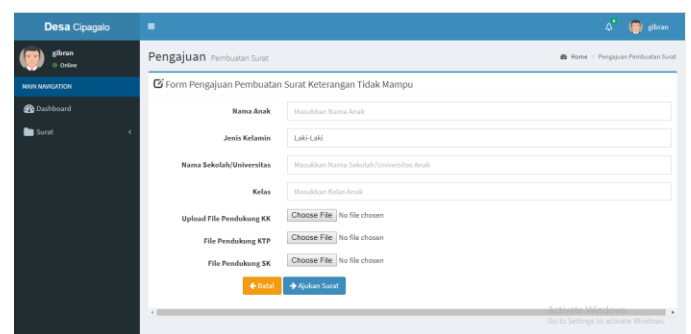 Desa Cipagalo
gibran
gibran
Online
Pengajuan Pembuatan Surat
Home > Pengajuan Pembuatan Surat
MAIN NAVIGATION
Dashboard
Surat
Form Pengajuan Pembuatan Surat Keterangan Tidak Mampu
Nama Anak
Masukkan Nama Anak
Jenis Kelamin
Laki-Laki
Nama Sekolah/Universitas
Masukkan Nama Sekolah/Universitas Anak
Kelas
Masukkan Kelas Anak
Upload File Pendukung KK
Choose File No file chosen
File Pendukung KTP
Choose File No file chosen
File Pendukung SK
Choose File No file chosen
Batal
Ajukan Surat
Activate Windows
Go to Settings to activate Windows.